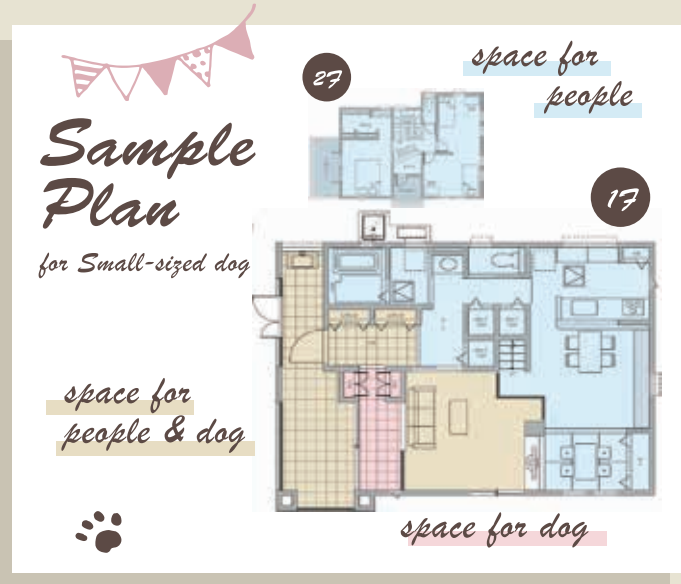 space for
people
2F
Sample
Plan
for Small-sized dog
1F
space for
people & dog
space for dog